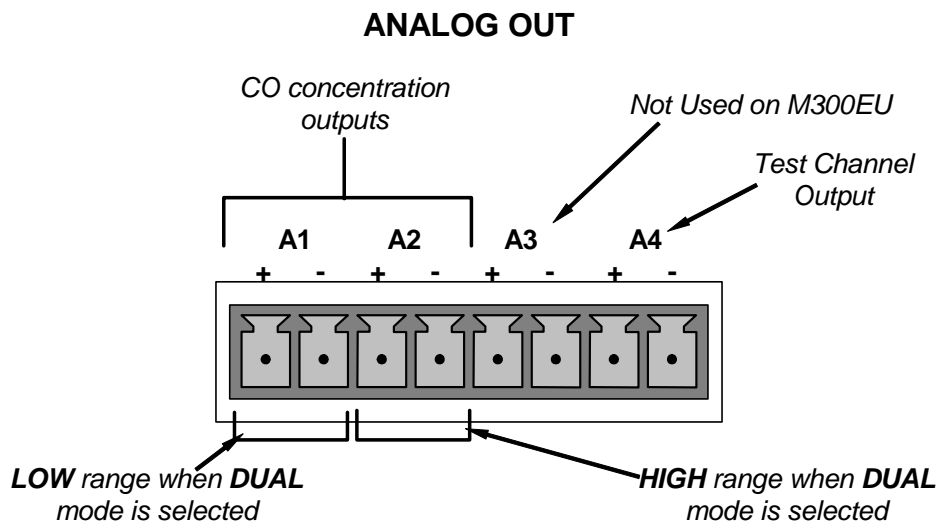 ANALOG OUT
CO concentration
outputs
Not Used on M300EU
Test Channel
Output
A1 A2 A3 A4
+ - + - + - + -
LOW range when DUAL
mode is selected
HIGH range when DUAL
mode is selected